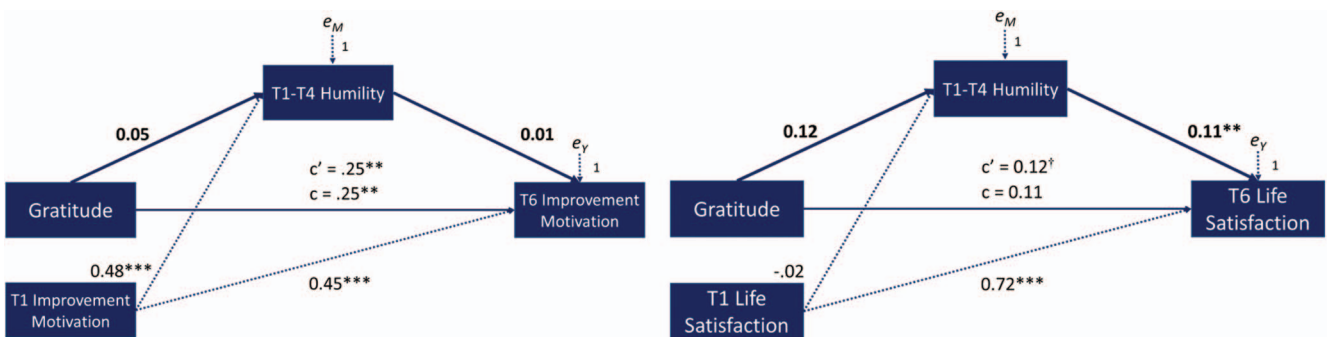 e_M
1
T1-T4 Humility
0.05
0.01
e_Y
1
c’ = .25**
c = .25**
Gratitude
T6 Improvement
Motivation
0.48***
0.45***
T1 Improvement
Motivation
e_M
1
T1-T4 Humility
0.12
0.11**
e_Y
1
c’ = 0.12†
c = 0.11
Gratitude
T6 Life
Satisfaction
-.02
0.72***
T1 Life
Satisfaction